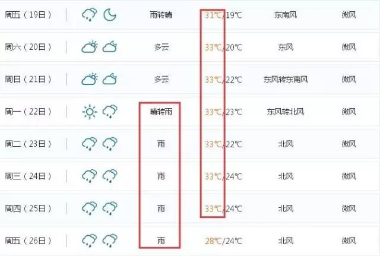 周五（19日） 雨转晴 31℃/19℃ 东南风 微风
周六（20日） 多云 33℃/20℃ 东风 微风
周日（21日） 多云 33℃/22℃ 东风转东南风 微风
周一（22日） 晴转雨 33℃/23℃ 东风转北风 微风
周二（23日） 雨 33℃/22℃ 北风 微风
周三（24日） 雨 33℃/24℃ 北风 微风
周四（25日） 雨 33℃/24℃ 北风 微风
周五（26日） 雨 28℃/24℃ 北风 微风